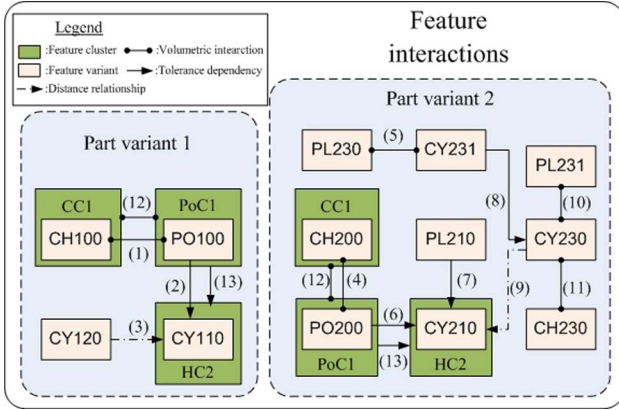 Legend
:Feature cluster
:Volumetric intearction
:Feature variant
:Tolerance dependency
:Distance relationship
Feature
interactions
Part variant 1
CC1
(12)
PoC1
CH100
PO100
(1)
(2)
(13)
CY120
(3)
CY110
HC2
Part variant 2
PL230
(5)
CY231
PL231
(8)
(10)
CC1
CH200
PL210
CY230
(12)
(4)
(7)
(9)
(11)
PO200
(6)
CY210
CH230
PoC1
(13)
HC2